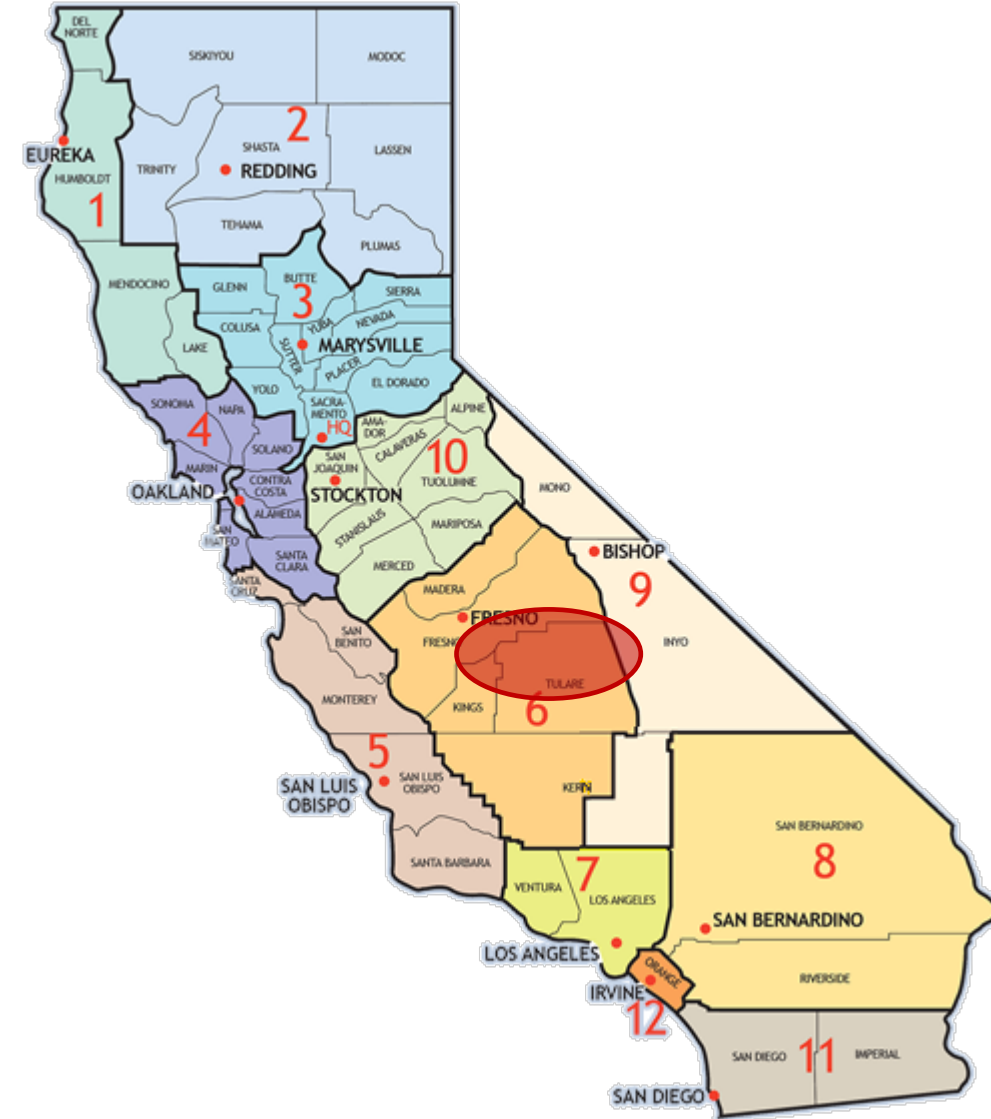 DEL
NORTE
SISKIYOU
MODOC
2
SHASTA
LASSEN
EUREKA
TRINITY
REDDING
HUMBOLDT
1
TEHAMA
PLUMAS
MENDOCINO
GLENN
BUTTE
3
SIERRA
COLUSA
YUBA
NEVADA
LAKE
SUTTER
MARYSVILLE
PLACER
YOLO
EL DORADO
SONOMA
NAPA
SACRA-
MENTO
HQ
AMA-
DOR
ALPINE
4
SOLANO
CALAVERAS
10
MARIN
SAN
JOAQUIN
TUOLUMNE
CONTRA
COSTA
OAKLAND
STOCKTON
MONO
ALAMEDA
STANISLAUS
MARIPOSA
SAN
MATEO
SANTA
CLARA
MERCED
BISHOP
9
SANTA
CRUZ
MADERA
FRESNO
SAN
BENITO
FRESNO
INYO
TULARE
MONTEREY
KINGS
6
5
SAN LUIS
OBISPO
SAN LUIS
OBISPO
KERN
SAN BERNARDINO
8
SANTA BARBARA
7
VENTURA
LOS ANGELES
SAN BERNARDINO
LOS ANGELES
ORANGE
RIVERSIDE
IRVINE
12
SAN DIEGO
11
IMPERIAL
SAN DIEGO